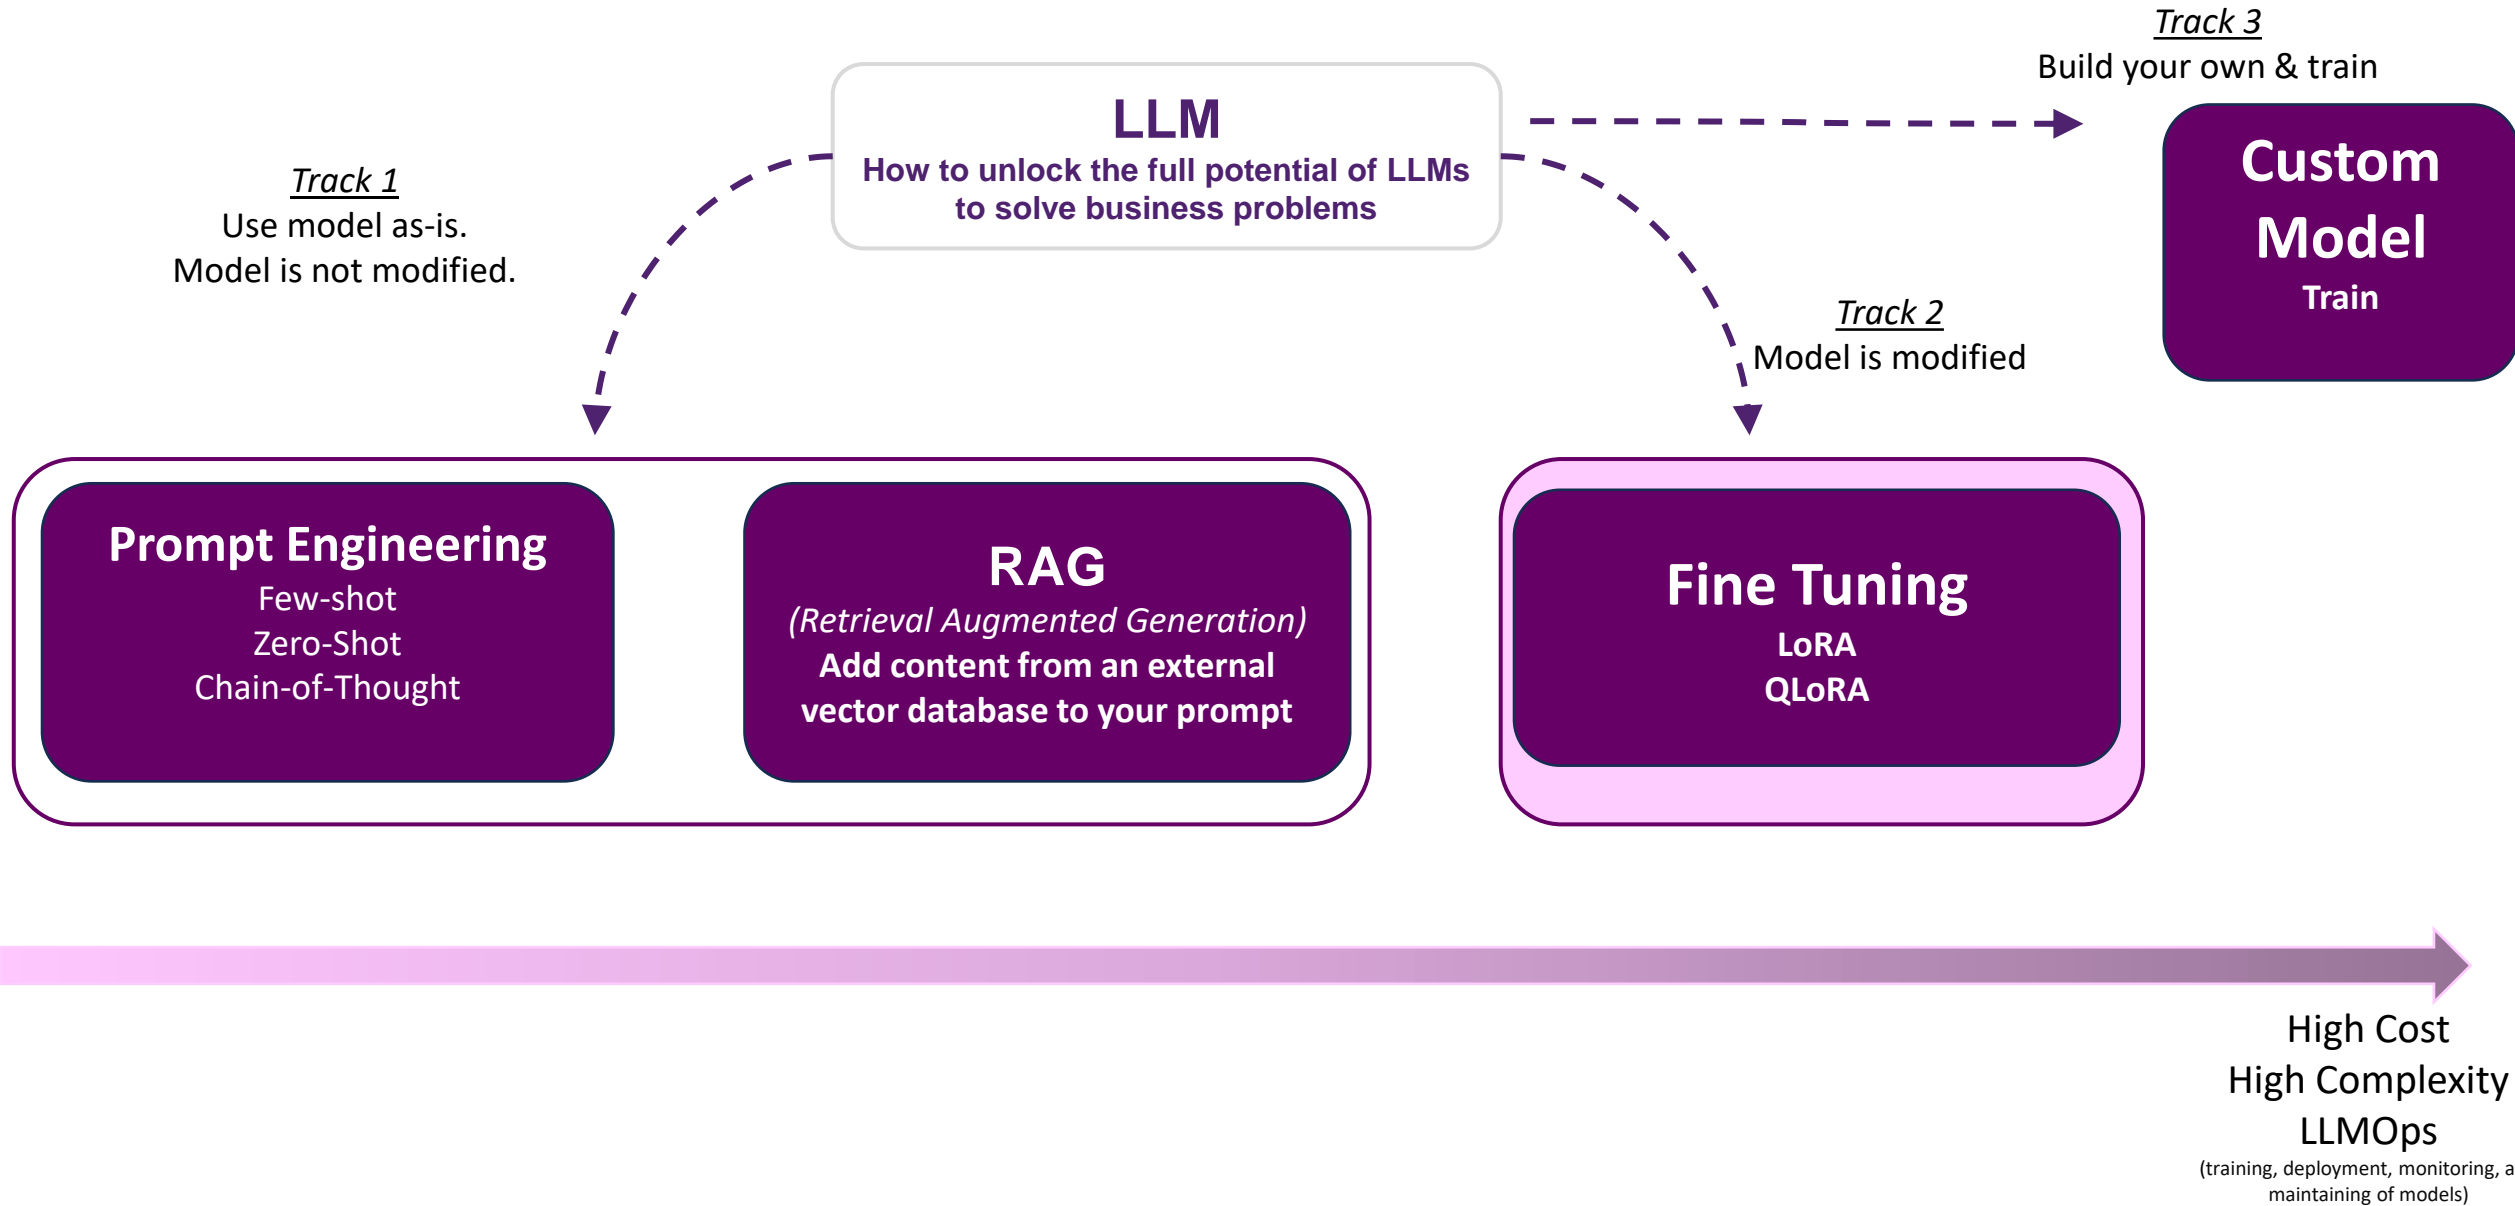 Track 3
Build your own & train
LLM
How to unlock the full potential of LLMs
to solve business problems
Custom
Model
Train
Track 1
Use model as-is.
Model is not modified.
Track 2
Model is modified
Prompt Engineering
Few-shot
Zero-Shot
Chain-of-Thought
RAG
(Retrieval Augmented Generation)
Add content from an external
vector database to your prompt
Fine Tuning
LoRA
QLoRA
High Cost
High Complexity
LLMOps
(training, deployment, monitoring, a
maintaining of models)